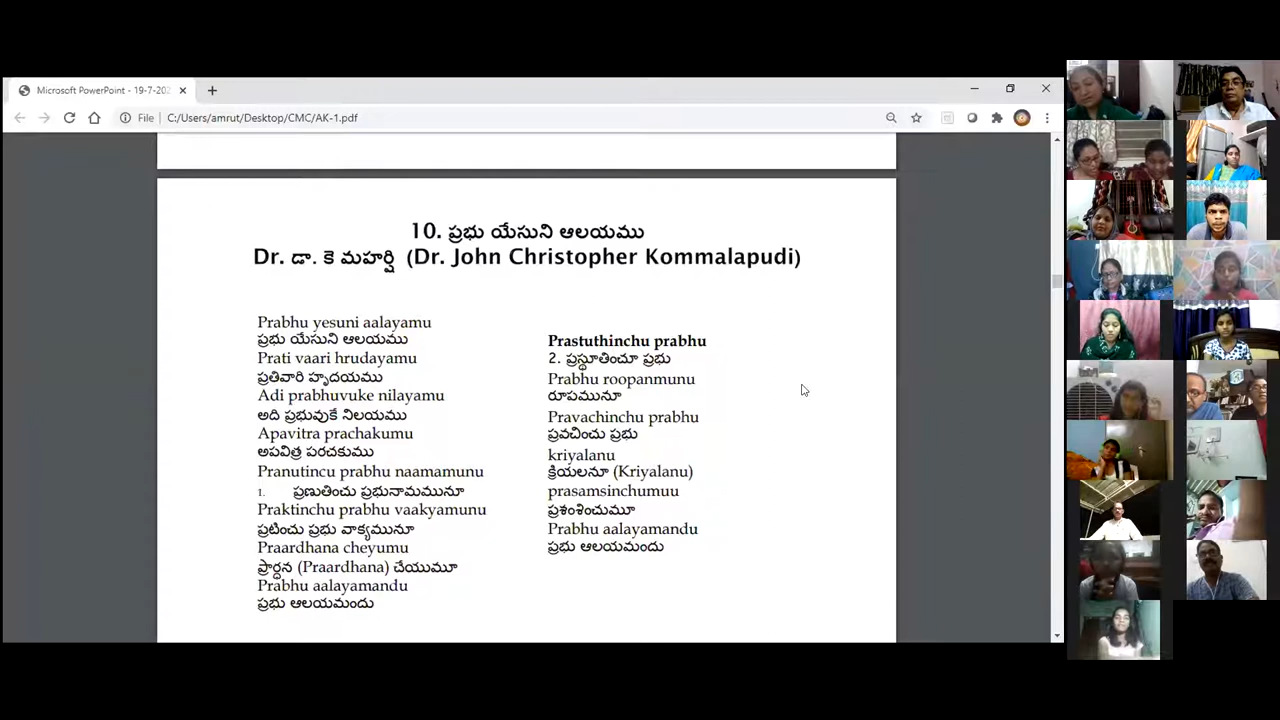 Microsoft PowerPoint - 19-7-202
File
C:/Users/amrut/Desktop/CMC/AK-1.pdf
10. ప్రభు యేసుని ఆలయము
Dr. డా. కె మహర్షి (Dr. John Christopher Kommalapudi)
Prabhu yesuni aalayamu
ప్రభు యేసుని ఆలయము
Prati vaari hrudayamu
ప్రతివారి హృదయము
Adi prabhuvuke nilayamu
అది ప్రభువుకే నిలయము
Apavitra prachakumu
అపవిత్ర పరచకుము
Pranutincu prabhu naamamunu
1. ప్రణుతించు ప్రభునామమునూ
Praktinchu prabhu vaakyamunu
ప్రటించు ప్రభు వాక్యమునూ
Praardhana cheyumu
ప్రార్ధన (Praardhana) చేయుమూ
Prabhu aalayamandu
ప్రభు ఆలయమందు
Prastuthinchu prabhu
2. ప్రస్థూతించూ ప్రభు
Prabhu roopanmunu
రూపమునూ
Pravachinchu prabhu
ప్రవచించు ప్రభు
kriyalanu
క్రియలనూ (Kriyalanu)
prasamsinchumuu
ప్రశంశించుమూ
Prabhu aalayamandu
ప్రభు ఆలయమందు